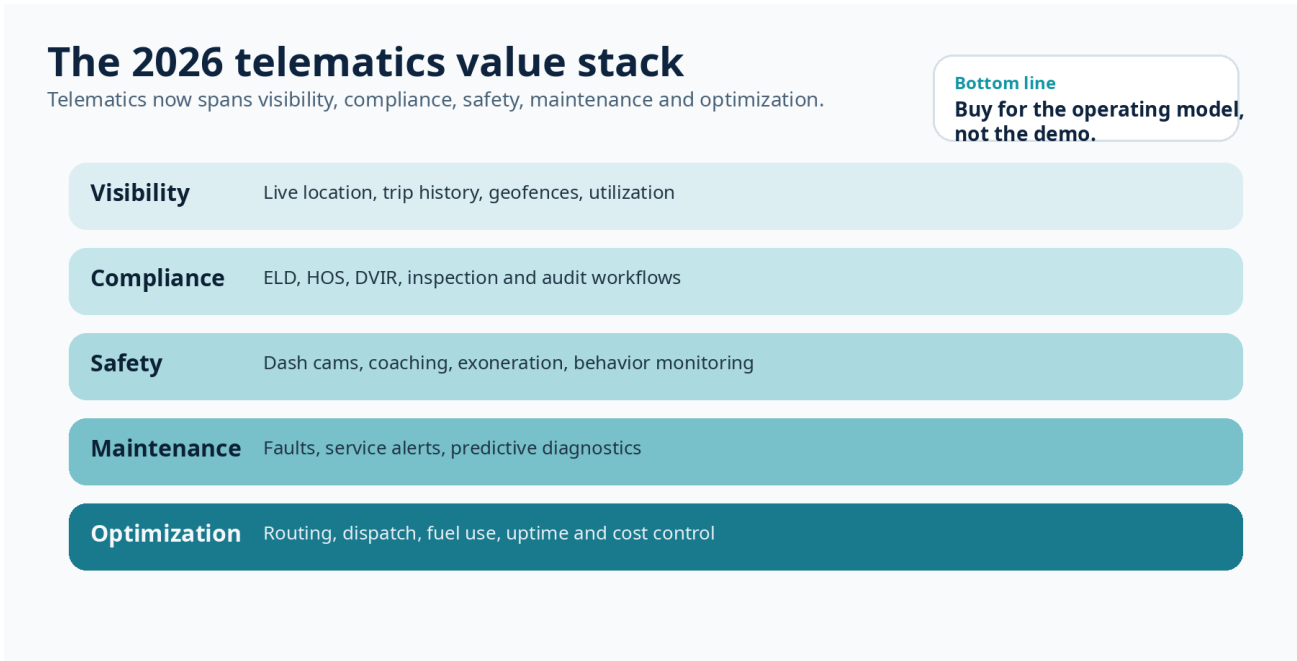 The 2026 telematics value stack
Telematics now spans visibility, compliance, safety, maintenance and optimization.
Bottom line
Buy for the operating model,
not the demo.
Visibility Live location, trip history, geofences, utilization
Compliance ELD, HOS, DVIR, inspection and audit workflows
Safety Dash cams, coaching, exoneration, behavior monitoring
Maintenance Faults, service alerts, predictive diagnostics
Optimization Routing, dispatch, fuel use, uptime and cost control